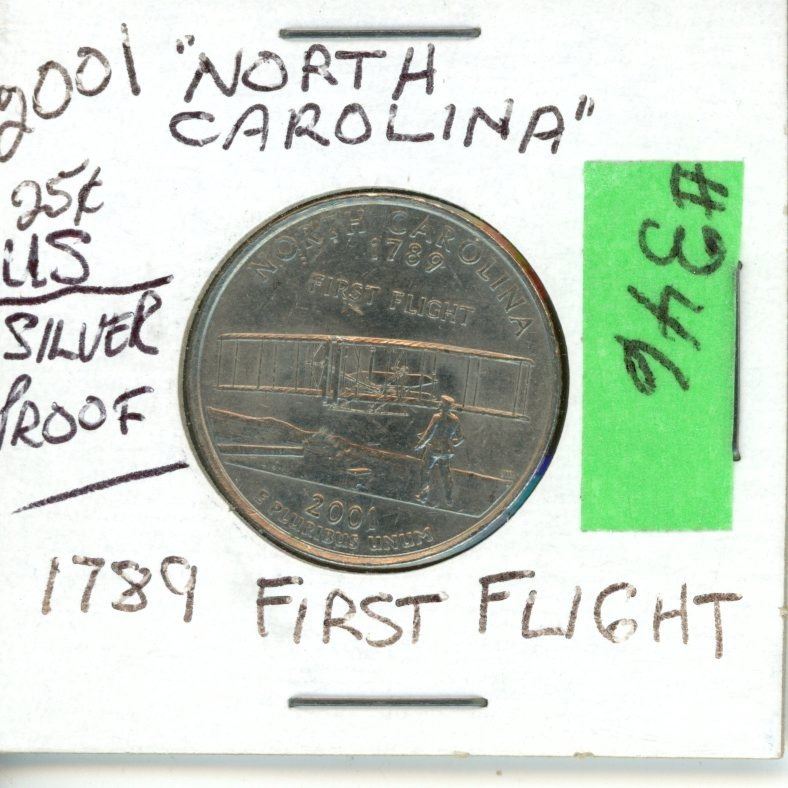 2001 "NORTH
CAROLINA"
25¢
US
SILVER
PROOF
#346
NORTH CAROLINA
1789
FIRST FLIGHT
2001
E PLURIBUS UNUM
1789 FIRST FLIGHT